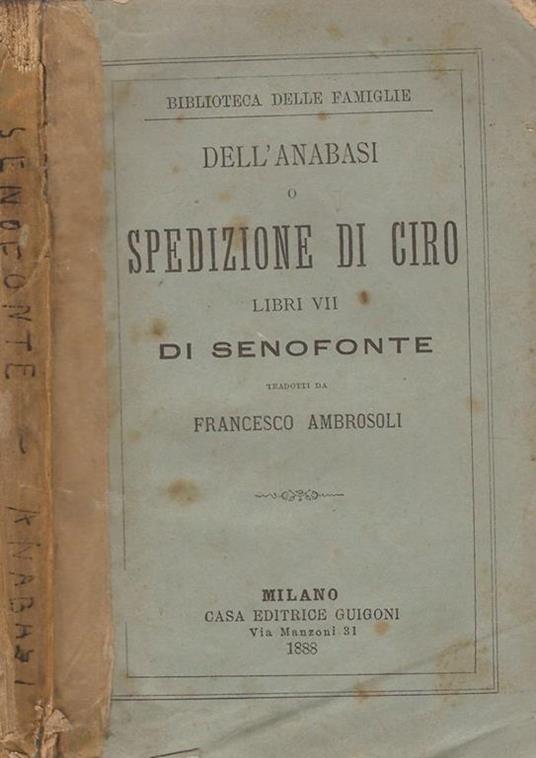 SENOFONTE - ANABASI
BIBLIOTECA DELLE FAMIGLIE
DELL'ANABASI
O
SPEDIZIONE DI CIRO
LIBRI VII
DI SENOFONTE
TRADOTTI DA
FRANCESCO AMBROSOLI
MILANO
CASA EDITRICE GUIGONI
Via Manzoni 31
1888